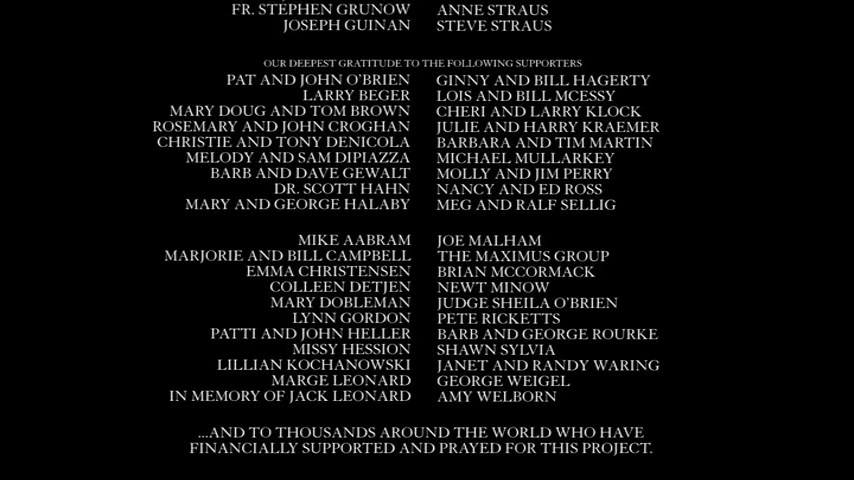 FR. STEPHEN GRUNOW ANNE STRAUS
JOSEPH GUINAN STEVE STRAUS
OUR DEEPEST GRATITUDE TO THE FOLLOWING SUPPORTERS
PAT AND JOHN O'BRIEN GINNY AND BILL HAGERTY
LARRY BEGER LOIS AND BILL MCESSY
MARY DOUG AND TOM BROWN CHERI AND LARRY KLOCK
ROSEMARY AND JOHN CROGHAN JULIE AND HARRY KRAEMER
CHRISTIE AND TONY DENICOLA BARBARA AND TIM MARTIN
MELODY AND SAM DIPIAZZA MICHAEL MULLARKEY
BARB AND DAVE GEWALT MOLLY AND JIM PERRY
DR. SCOTT HAHN NANCY AND ED ROSS
MARY AND GEORGE HALABY MEG AND RALF SELLIG
MIKE AABRAM JOE MALHAM
MARJORIE AND BILL CAMPBELL THE MAXIMUS GROUP
EMMA CHRISTENSEN BRIAN MCCORMACK
COLLEEN DETJEN NEWT MINOW
MARY DOBLEMAN JUDGE SHEILA O'BRIEN
LYNN GORDON PETE RICKETTS
PATTI AND JOHN HELLER BARB AND GEORGE ROURKE
MISSY HESSION SHAWN SYLVIA
LILLIAN KOCHANOWSKI JANET AND RANDY WARING
MARGE LEONARD GEORGE WEIGEL
IN MEMORY OF JACK LEONARD AMY WELBORN
...AND TO THOUSANDS AROUND THE WORLD WHO HAVE
FINANCIALLY SUPPORTED AND PRAYED FOR THIS PROJECT.